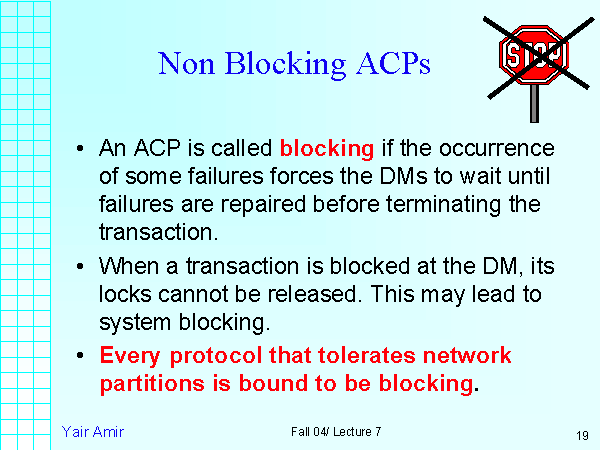 STOP
Non Blocking ACPs
• An ACP is called blocking if the occurrence
of some failures forces the DMs to wait until
failures are repaired before terminating the
transaction.
• When a transaction is blocked at the DM, its
locks cannot be released. This may lead to
system blocking.
• Every protocol that tolerates network
partitions is bound to be blocking.
Yair Amir
Fall 04/ Lecture 7
19